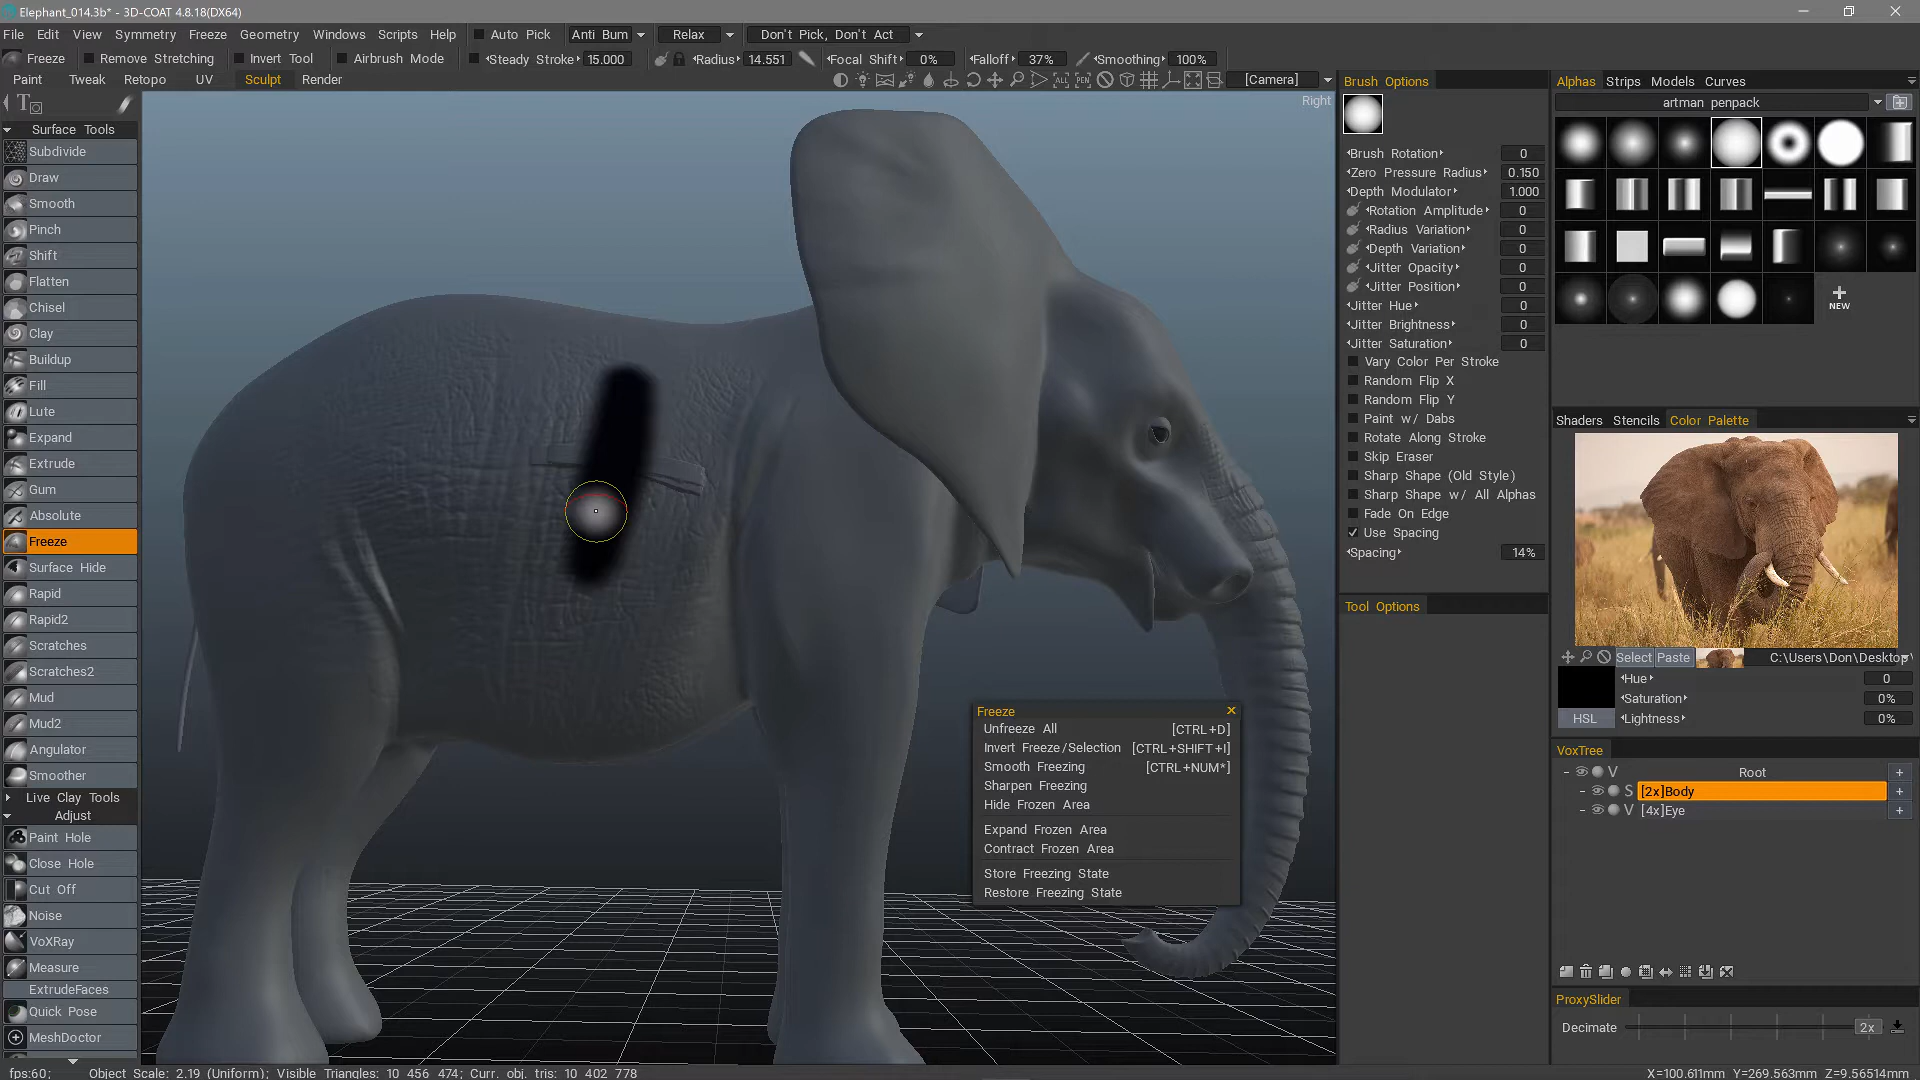 Elephant_014.3b* - 3D-COAT 4.8.18(DX64)
File Edit View Symmetry Freeze Geometry Windows Scripts Help Auto Pick Anti Bum Relax Don't Pick, Don't Act
Freeze Remove Stretching Invert Tool Airbrush Mode Steady Stroke 15.000 Radius 14.551 Focal Shift 0% Falloff 37% Smoothing 100%
Paint Tweak Retopo UV Sculpt Render ALL PEN [Camera]
Right
Surface Tools
Subdivide
Draw
Smooth
Pinch
Shift
Flatten
Chisel
Clay
Buildup
Fill
Lute
Expand
Extrude
Gum
Absolute
Freeze
Surface Hide
Rapid
Rapid2
Scratches
Scratches2
Mud
Mud2
Angulator
Smoother
Live Clay Tools
Adjust
Paint Hole
Close Hole
Cut Off
Noise
VoXRay
Measure
ExtrudeFaces
Quick Pose
MeshDoctor
Freeze
Unfreeze All [CTRL+D]
Invert Freeze/Selection [CTRL+SHIFT+I]
Smooth Freezing [CTRL+NUM*]
Sharpen Freezing
Hide Frozen Area
Expand Frozen Area
Contract Frozen Area
Store Freezing State
Restore Freezing State
Brush Options
Brush Rotation 0
Zero Pressure Radius 0.150
Depth Modulator 1.000
Rotation Amplitude 0
Radius Variation 0
Depth Variation 0
Jitter Opacity 0
Jitter Position 0
Jitter Hue 0
Jitter Brightness 0
Jitter Saturation 0
Vary Color Per Stroke
Random Flip X
Random Flip Y
Paint w/ Dabs
Rotate Along Stroke
Skip Eraser
Sharp Shape (Old Style)
Sharp Shape w/ All Alphas
Fade On Edge
Use Spacing
Spacing 14%
Tool Options
Alphas Strips Models Curves
artman penpack
NEW
Shaders Stencils Color Palette
Select Paste C:\Users\Don\Desktop\
Hue 0
Saturation 0%
HSL Lightness 0%
VoxTree
V Root +
S [2x]Body +
V [4x]Eye +
ProxySlider
Decimate 2x
fps:60; Object Scale: 2.19 (Uniform); Visible Triangles: 10 456 474; Curr. obj. tris: 10 402 778 X=100.611mm Y=269.563mm Z=9.56514mm